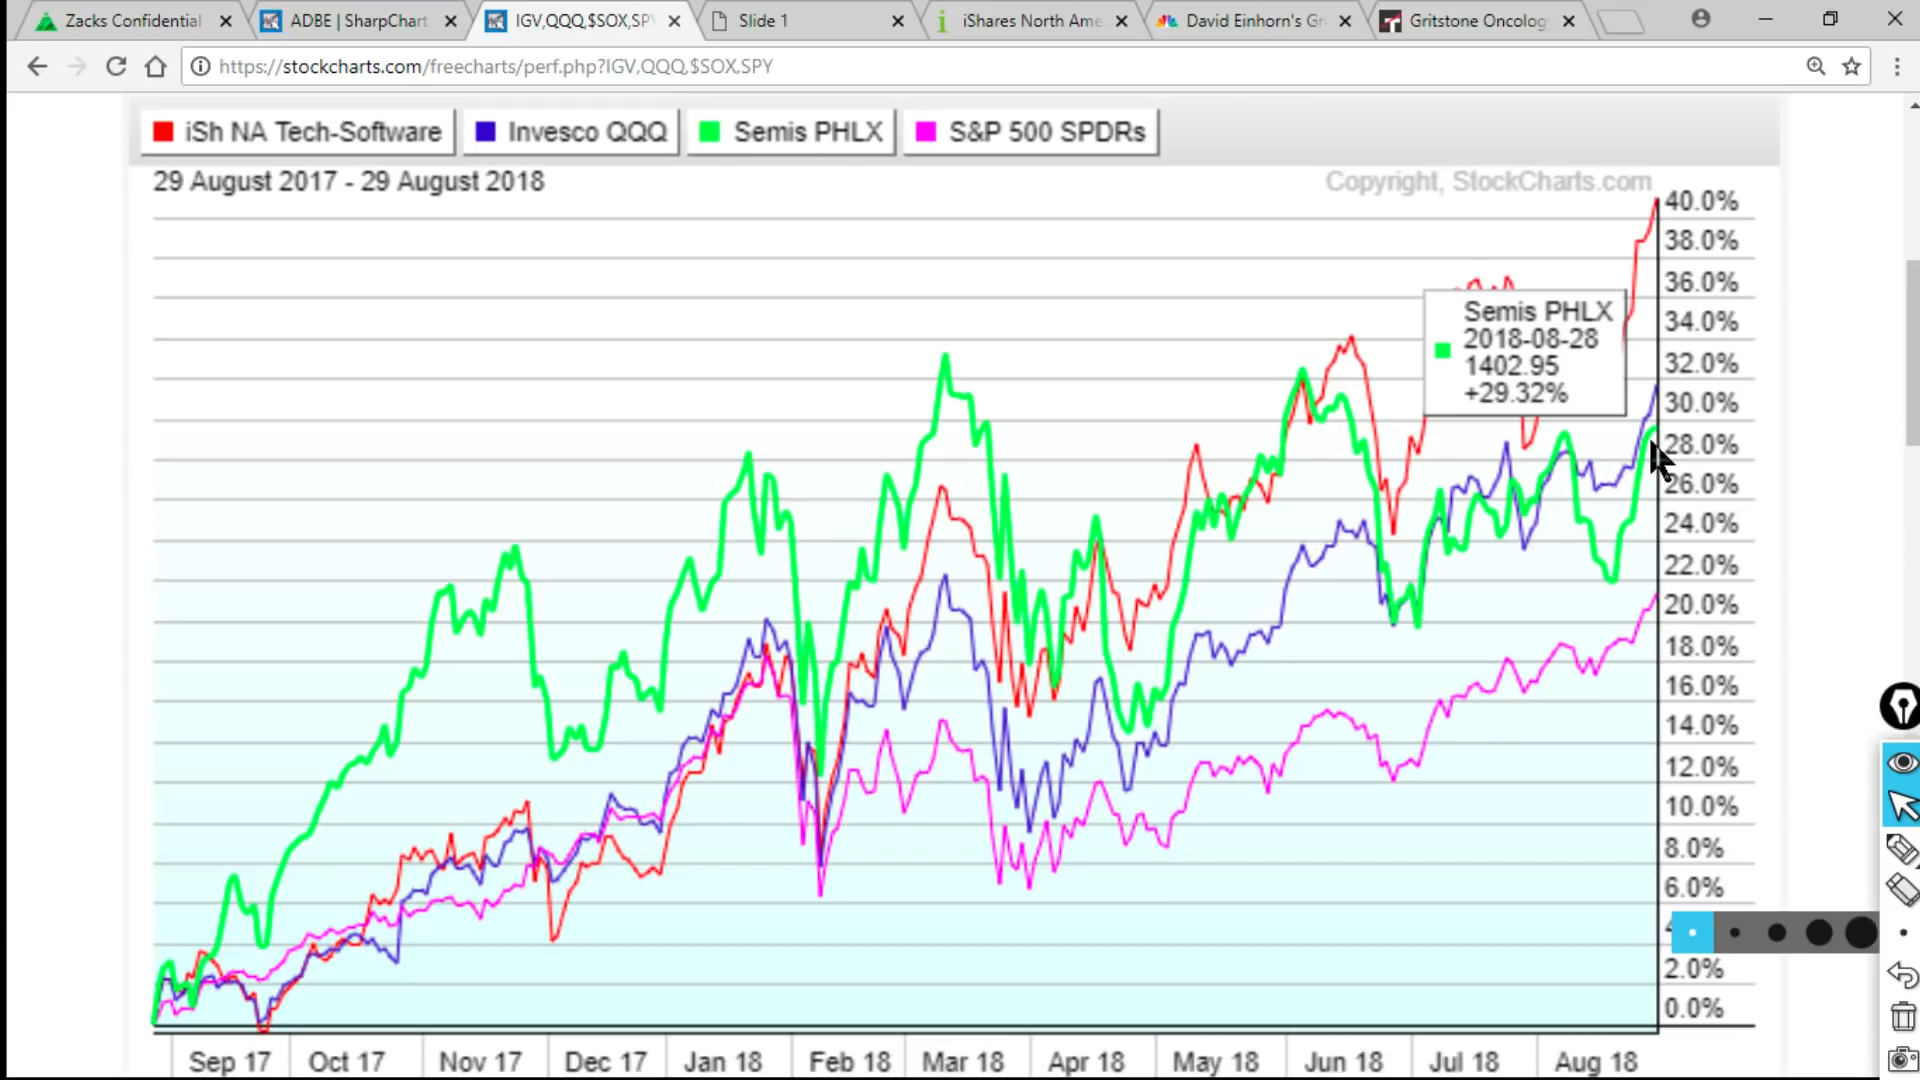 Zacks Confidential
ADBE | SharpChart
IGV,QQQ,$SOX,SP
Slide 1
iShares North Ame
David Einhorn's Gr
Gritstone Oncolog
https://stockcharts.com/freecharts/perf.php?IGV,QQQ,$SOX,SPY
iSh NA Tech-Software
Invesco QQQ
Semis PHLX
S&P 500 SPDRs
29 August 2017 - 29 August 2018
Copyright, StockCharts.com
40.0%
38.0%
36.0%
34.0%
32.0%
30.0%
28.0%
26.0%
24.0%
22.0%
20.0%
18.0%
16.0%
14.0%
12.0%
10.0%
8.0%
6.0%
2.0%
0.0%
Semis PHLX
2018-08-28
1402.95
+29.32%
Sep 17
Oct 17
Nov 17
Dec 17
Jan 18
Feb 18
Mar 18
Apr 18
May 18
Jun 18
Jul 18
Aug 18